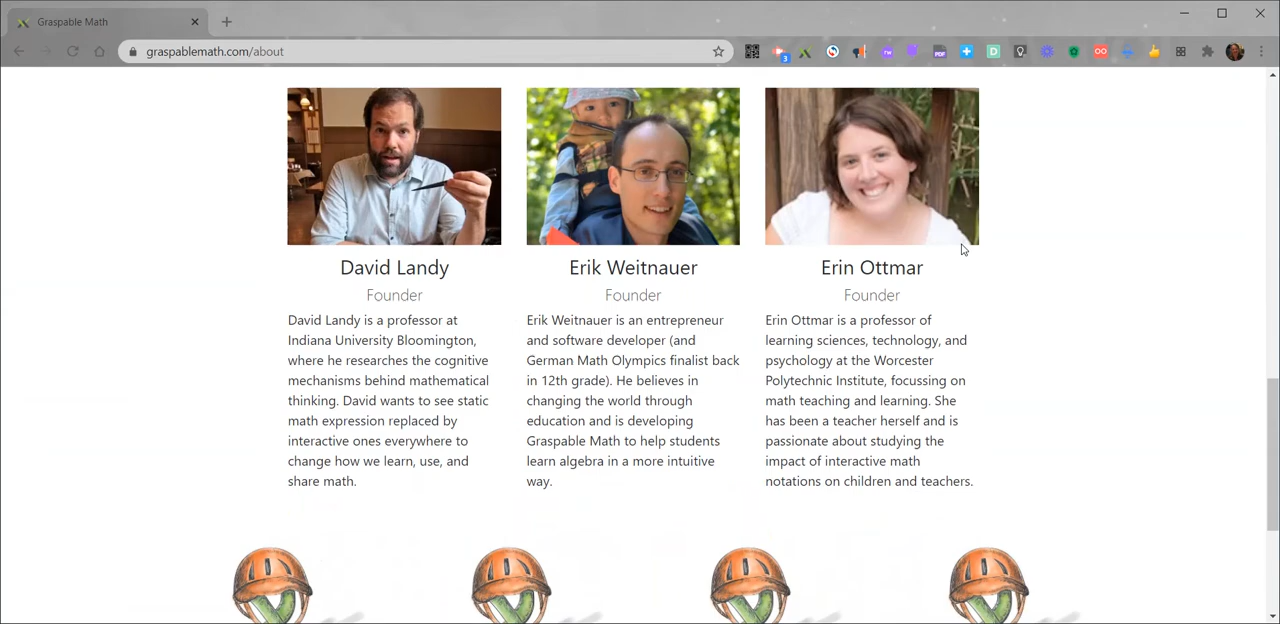 Graspable Math
graspablemath.com/about
3
PDF
D
David Landy
Founder
David Landy is a professor at
Indiana University Bloomington,
where he researches the cognitive
mechanisms behind mathematical
thinking. David wants to see static
math expression replaced by
interactive ones everywhere to
change how we learn, use, and
share math.
Erik Weitnauer
Founder
Erik Weitnauer is an entrepreneur
and software developer (and
German Math Olympics finalist back
in 12th grade). He believes in
changing the world through
education and is developing
Graspable Math to help students
learn algebra in a more intuitive
way.
Erin Ottmar
Founder
Erin Ottmar is a professor of
learning sciences, technology, and
psychology at the Worcester
Polytechnic Institute, focussing on
math teaching and learning. She
has been a teacher herself and is
passionate about studying the
impact of interactive math
notations on children and teachers.